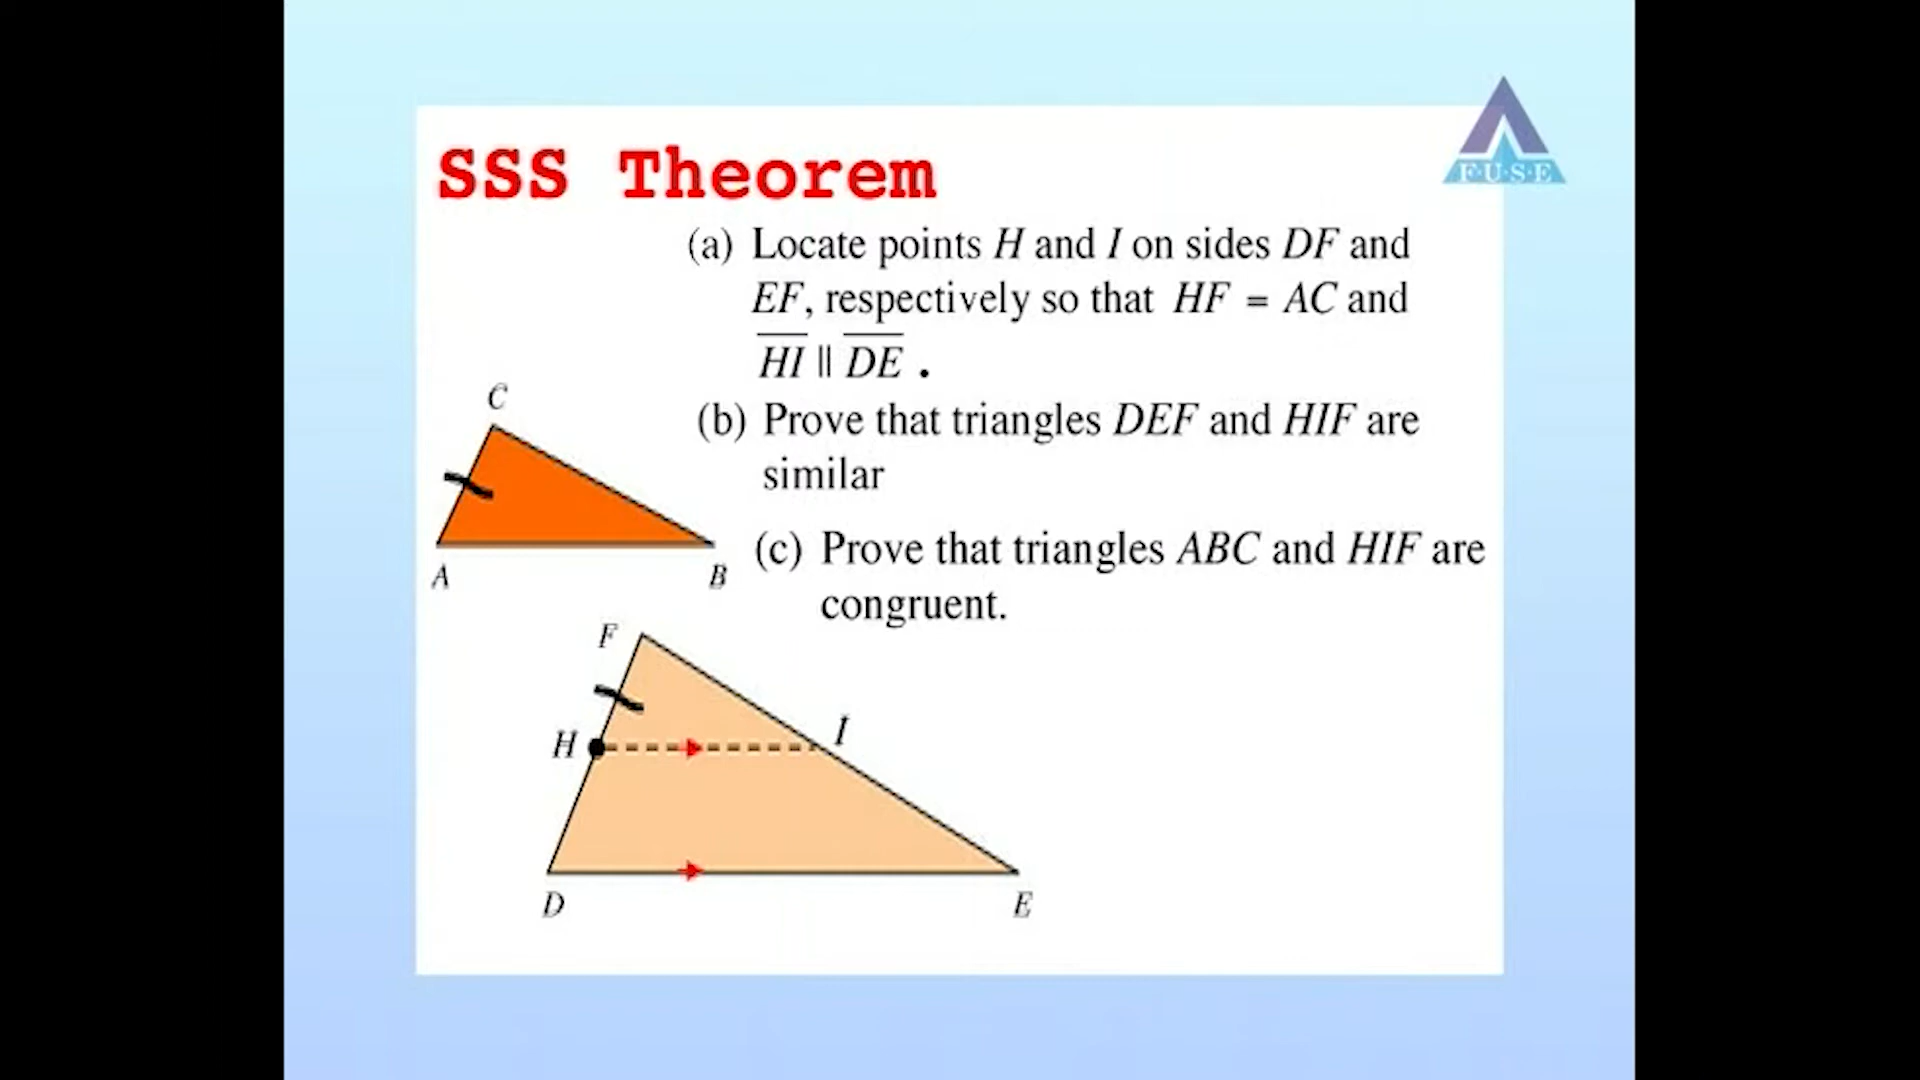 SSS Theorem
F·U·S·E
(a) Locate points H and I on sides DF and
EF, respectively so that HF = AC and
HI || DE .
(b) Prove that triangles DEF and HIF are
similar
(c) Prove that triangles ABC and HIF are
congruent.
C
A
B
F
H
I
D
E